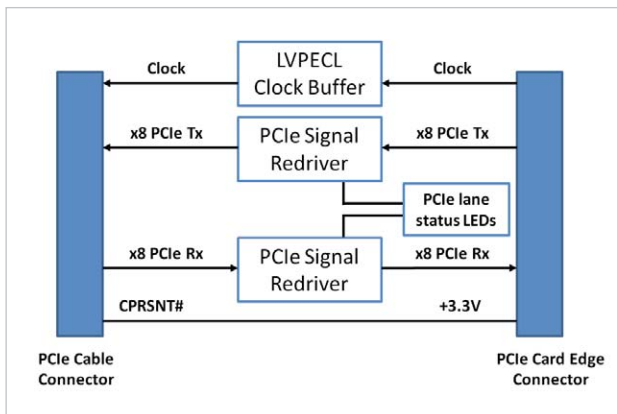 LVPECL
Clock Buffer
Clock
Clock
x8 PCIe Tx
PCIe Signal
Redriver
x8 PCIe Tx
PCIe lane
status LEDs
x8 PCIe Rx
PCIe Signal
Redriver
x8 PCIe Rx
CPRSNT#
+3.3V
PCIe Cable
Connector
PCIe Card Edge
Connector